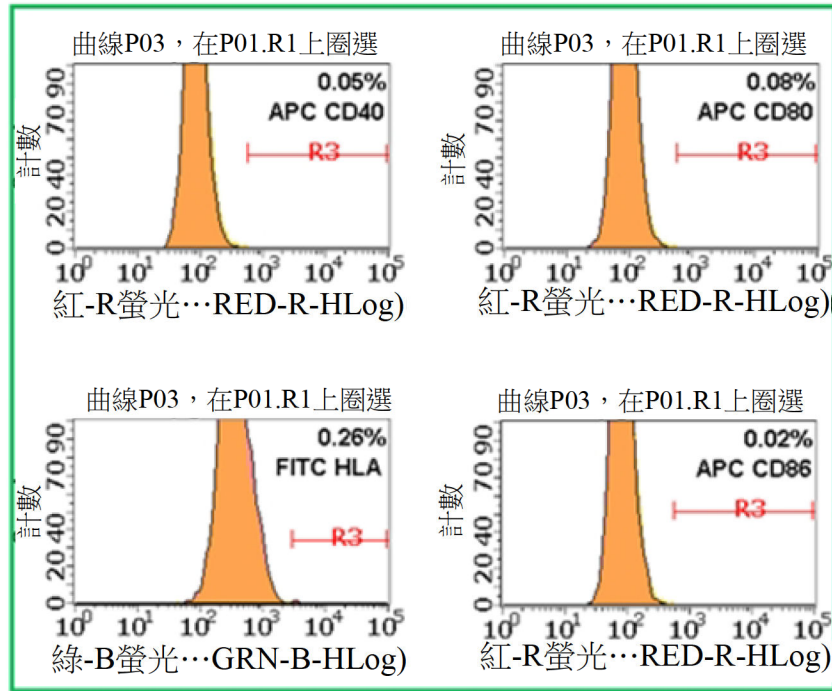 曲線P03,在P01.R1上圈選
0.05%
APC CD40
R3
計數
0 20 40 70 90
10⁰ 10¹ 10² 10³ 10⁴ 10⁵
紅-R螢光…RED-R-HLog)
曲線P03,在P01.R1上圈選
0.08%
APC CD80
R3
計數
0 20 40 70 90
10⁰ 10¹ 10² 10³ 10⁴ 10⁵
紅-R螢光…RED-R-HLog)(
曲線P03,在P01.R1上圈選
0.26%
FITC HLA
R3
計數
0 20 40 70 90
10⁰ 10¹ 10² 10³ 10⁴ 10⁵
綠-B螢光…GRN-B-HLog)
曲線P03,在P01.R1上圈選
0.02%
APC CD86
R3
計數
0 20 40 70 90
10⁰ 10¹ 10² 10³ 10⁴ 10⁵
紅-R螢光…RED-R-HLog)